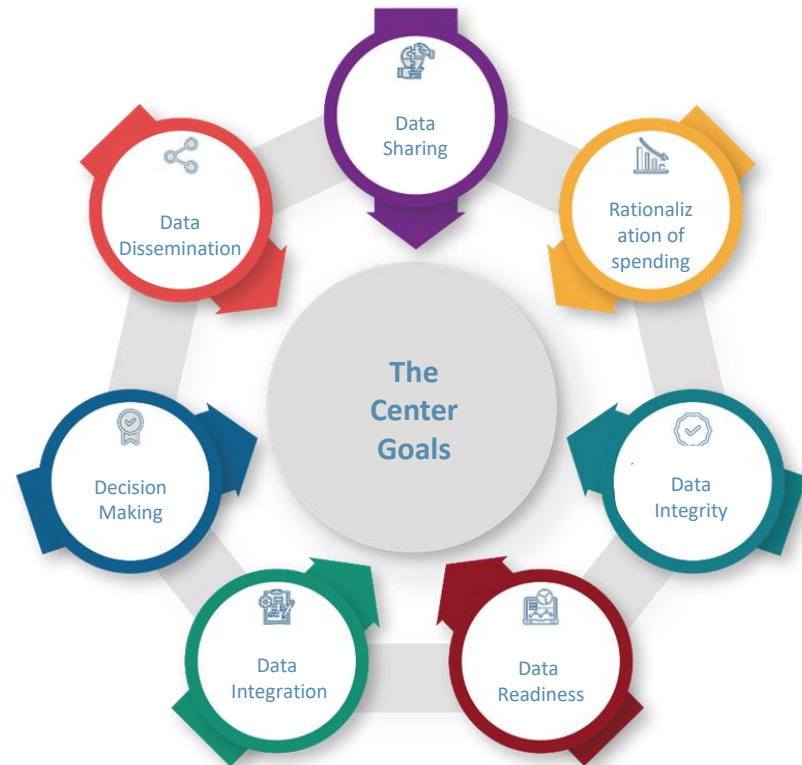 Data
Sharing
Rationaliz
ation of
spending
Data
Integrity
Data
Readiness
Data
Integration
Decision
Making
Data
Dissemination
The
Center
Goals